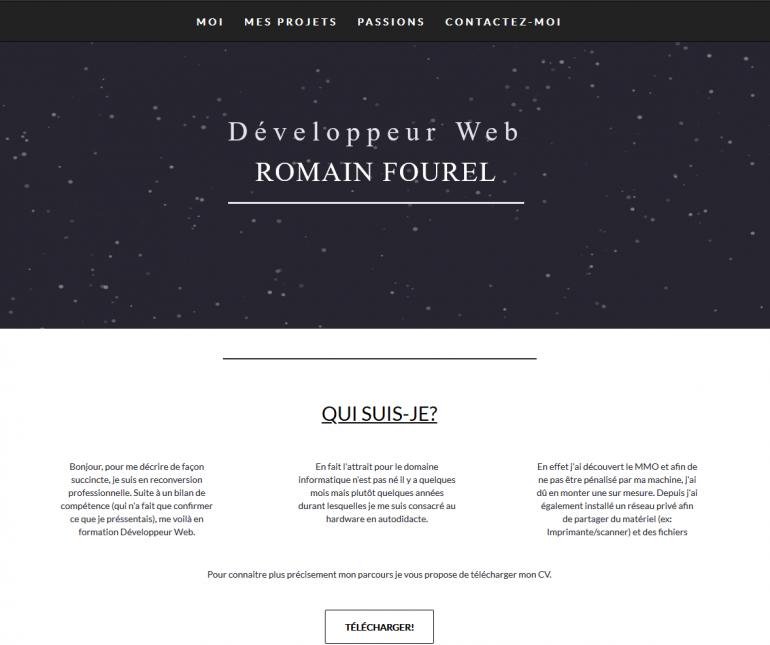 MOI MES PROJETS PASSIONS CONTACTEZ-MOI
Développeur Web
ROMAIN FOUREL
QUI SUIS-JE?
Bonjour, pour me décrire de façon
succincte, je suis en reconversion
professionnelle. Suite à un bilan de
compétence (qui n'a fait que confirmer
ce que je préssentais), me voilà en
formation Développeur Web.
En fait l'attrait pour le domaine
informatique n'est pas né il y a quelques
mois mais plutôt quelques années
durant lesquelles je me suis consacré au
hardware en autodidacte.
En effet j'ai découvert le MMO et afin de
ne pas être pénalisé par ma machine, j'ai
dû en monter une sur mesure. Depuis j'ai
également installé un réseau privé afin
de partager du matériel (ex:
Imprimante/scanner) et des fichiers
Pour connaitre plus précisement mon parcours je vous propose de télécharger mon CV.
TÉLÉCHARGER!